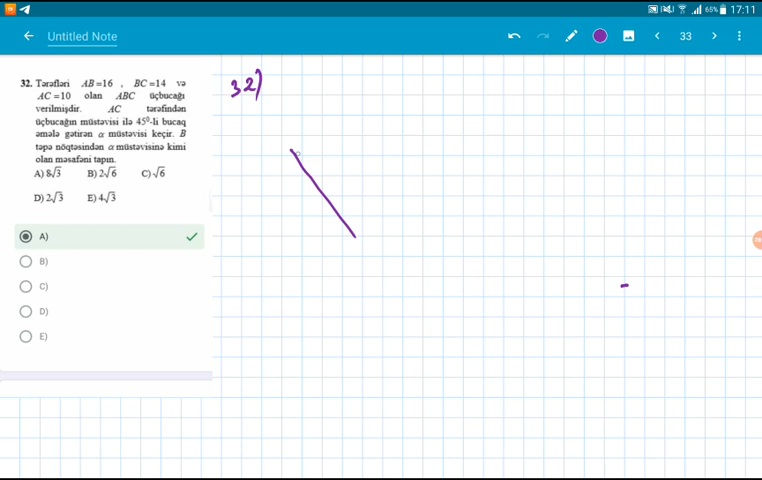 65% 17:11
Untitled Note
33
32. Tərəfləri AB=16 , BC=14 və
AC=10 olan ABC üçbucağı
verilmişdir. AC tərəfindən
üçbucağın müstəvisi ilə 45⁰-li bucaq
əmələ gətirən α müstəvisi keçir. B
təpə nöqtəsindən α müstəvisinə kimi
olan məsafəni tapın.
A) 8√3 B) 2√6 C) √6
D) 2√3 E) 4√3
A)
B)
C)
D)
E)
32)